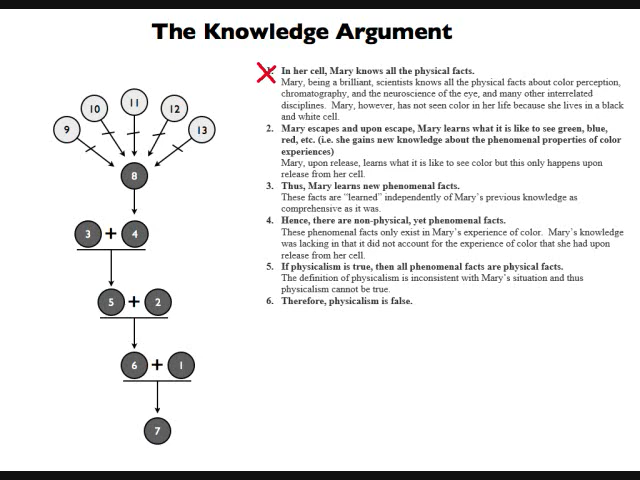 The Knowledge Argument
1. In her cell, Mary knows all the physical facts.
Mary, being a brilliant, scientists knows all the physical facts about color perception,
chromatography, and the neuroscience of the eye, and many other interrelated
disciplines. Mary, however, has not seen color in her life because she lives in a black
and white cell.
2. Mary escapes and upon escape, Mary learns what it is like to see green, blue,
red, etc. (i.e. she gains new knowledge about the phenomenal properties of color
experiences)
Mary, upon release, learns what it is like to see color but this only happens upon
release from her cell.
3. Thus, Mary learns new phenomenal facts.
These facts are “learned” independently of Mary’s previous knowledge as
comprehensive as it was.
4. Hence, there are non-physical, yet phenomenal facts.
These phenomenal facts only exist in Mary’s experience of color. Mary’s knowledge
was lacking in that it did not account for the experience of color that she had upon
release from her cell.
5. If physicalism is true, then all phenomenal facts are physical facts.
The definition of physicalism is inconsistent with Mary’s situation and thus
physicalism cannot be true.
6. Therefore, physicalism is false.
9 10 11 12 13
8
3 + 4
5 + 2
6 + 1
7